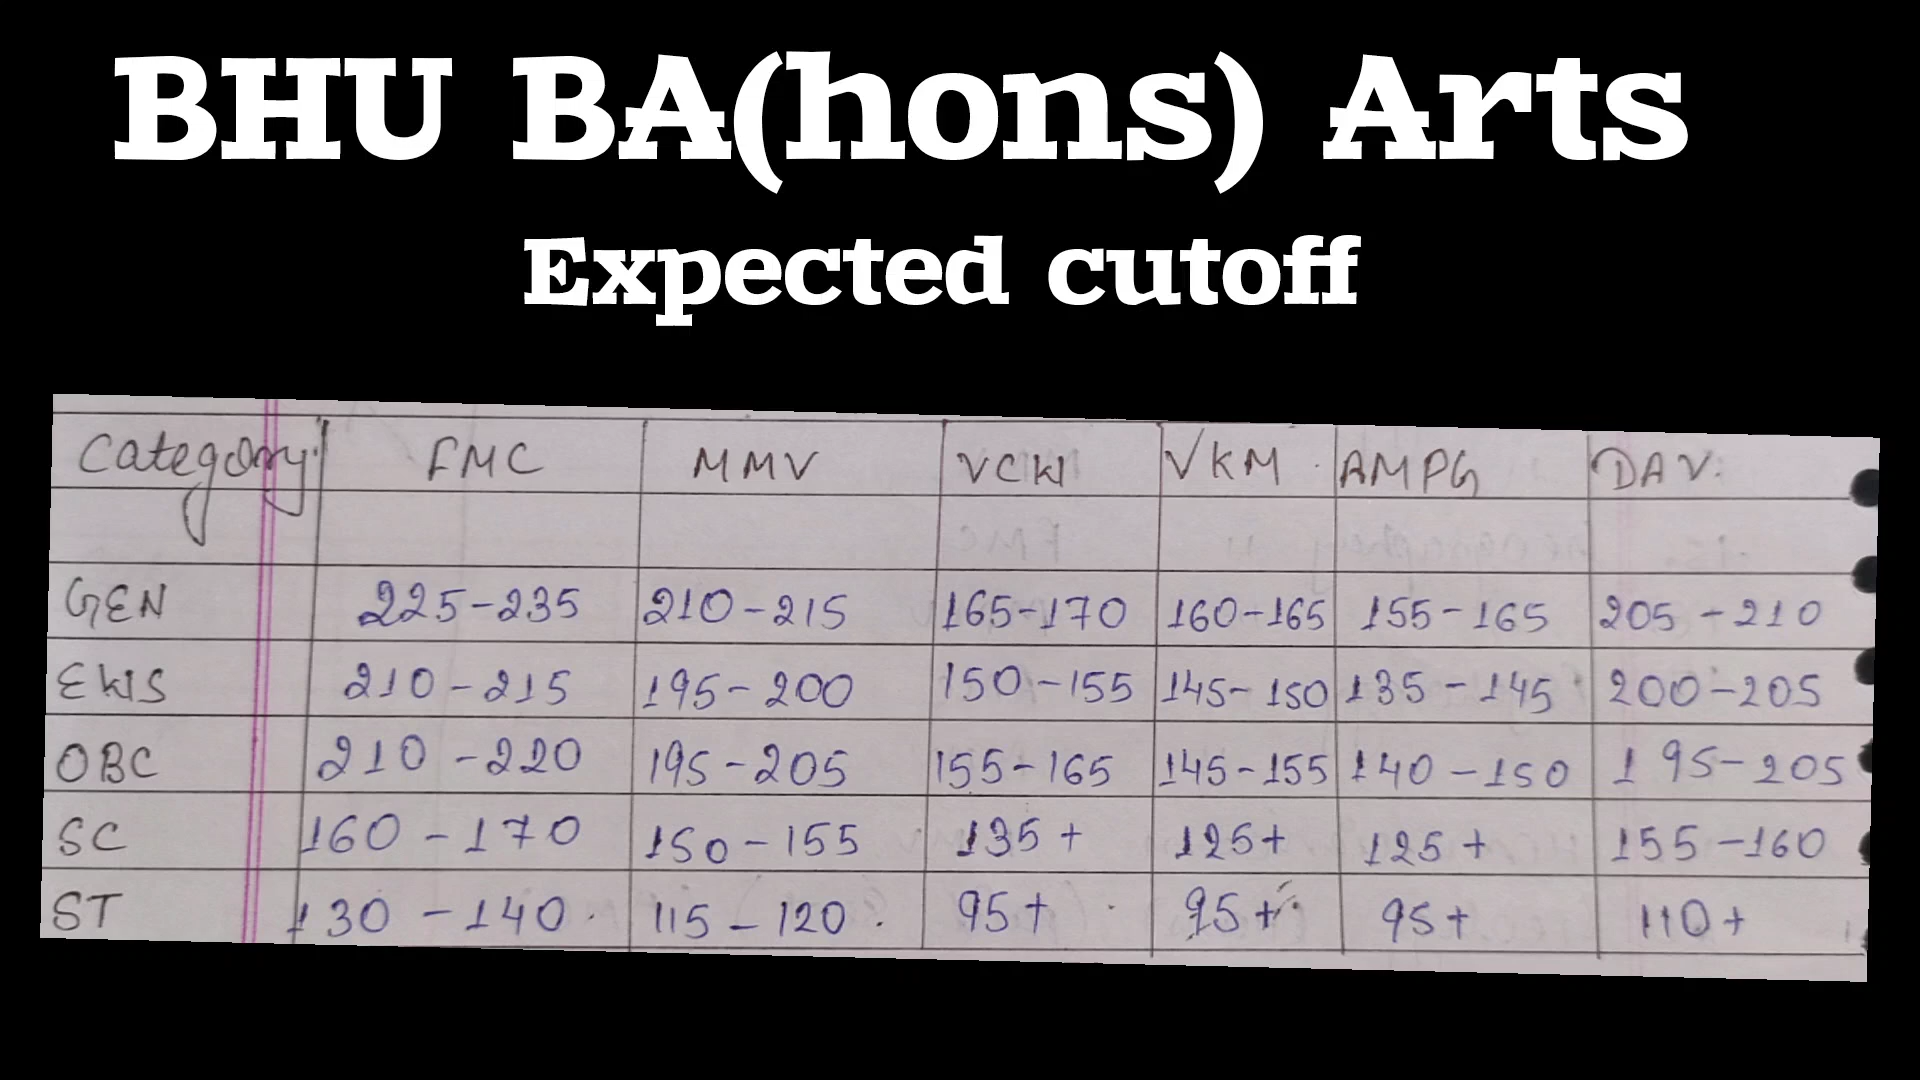 BHU BA(hons) Arts
Expected cutoff
Category FMC MMV VCW VKM AMPG DAV.
GEN 225-235 210-215 165-170 160-165 155-165 205-210
EWS 210-215 195-200 150-155 145-150 135-145 200-205
OBC 210-220 195-205 155-165 145-155 140-150 195-205
SC 160-170 150-155 135+ 125+ 125+ 155-160
ST 130-140. 115-120. 95+ 95+ 95+ 110+